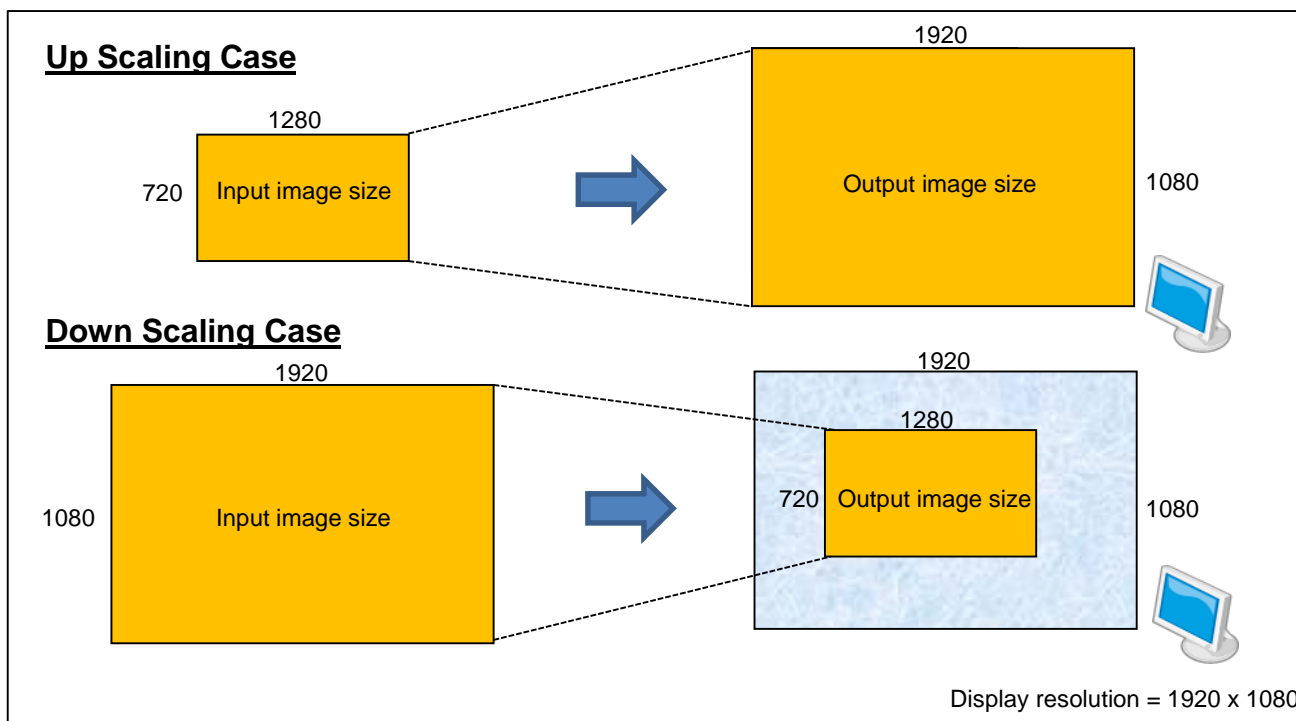 Up Scaling Case
1280
720
Input image size
1920
Output image size
1080
Down Scaling Case
1920
1080
Input image size
1920
1280
720
Output image size
1080
Display resolution = 1920 x 1080